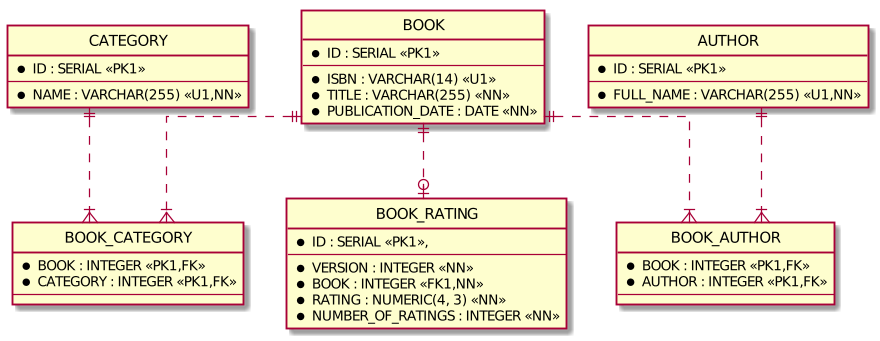 CATEGORY
ID : SERIAL «PK1»
NAME : VARCHAR(255) «U1,NN»
BOOK
ID : SERIAL «PK1»
ISBN : VARCHAR(14) «U1»
TITLE : VARCHAR(255) «NN»
PUBLICATION_DATE : DATE «NN»
AUTHOR
ID : SERIAL «PK1»
FULL_NAME : VARCHAR(255) «U1,NN»
BOOK_CATEGORY
BOOK : INTEGER «PK1,FK»
CATEGORY : INTEGER «PK1,FK»
BOOK_RATING
ID : SERIAL «PK1»,
VERSION : INTEGER «NN»
BOOK : INTEGER «FK1,NN»
RATING : NUMERIC(4, 3) «NN»
NUMBER_OF_RATINGS : INTEGER «NN»
BOOK_AUTHOR
BOOK : INTEGER «PK1,FK»
AUTHOR : INTEGER «PK1,FK»